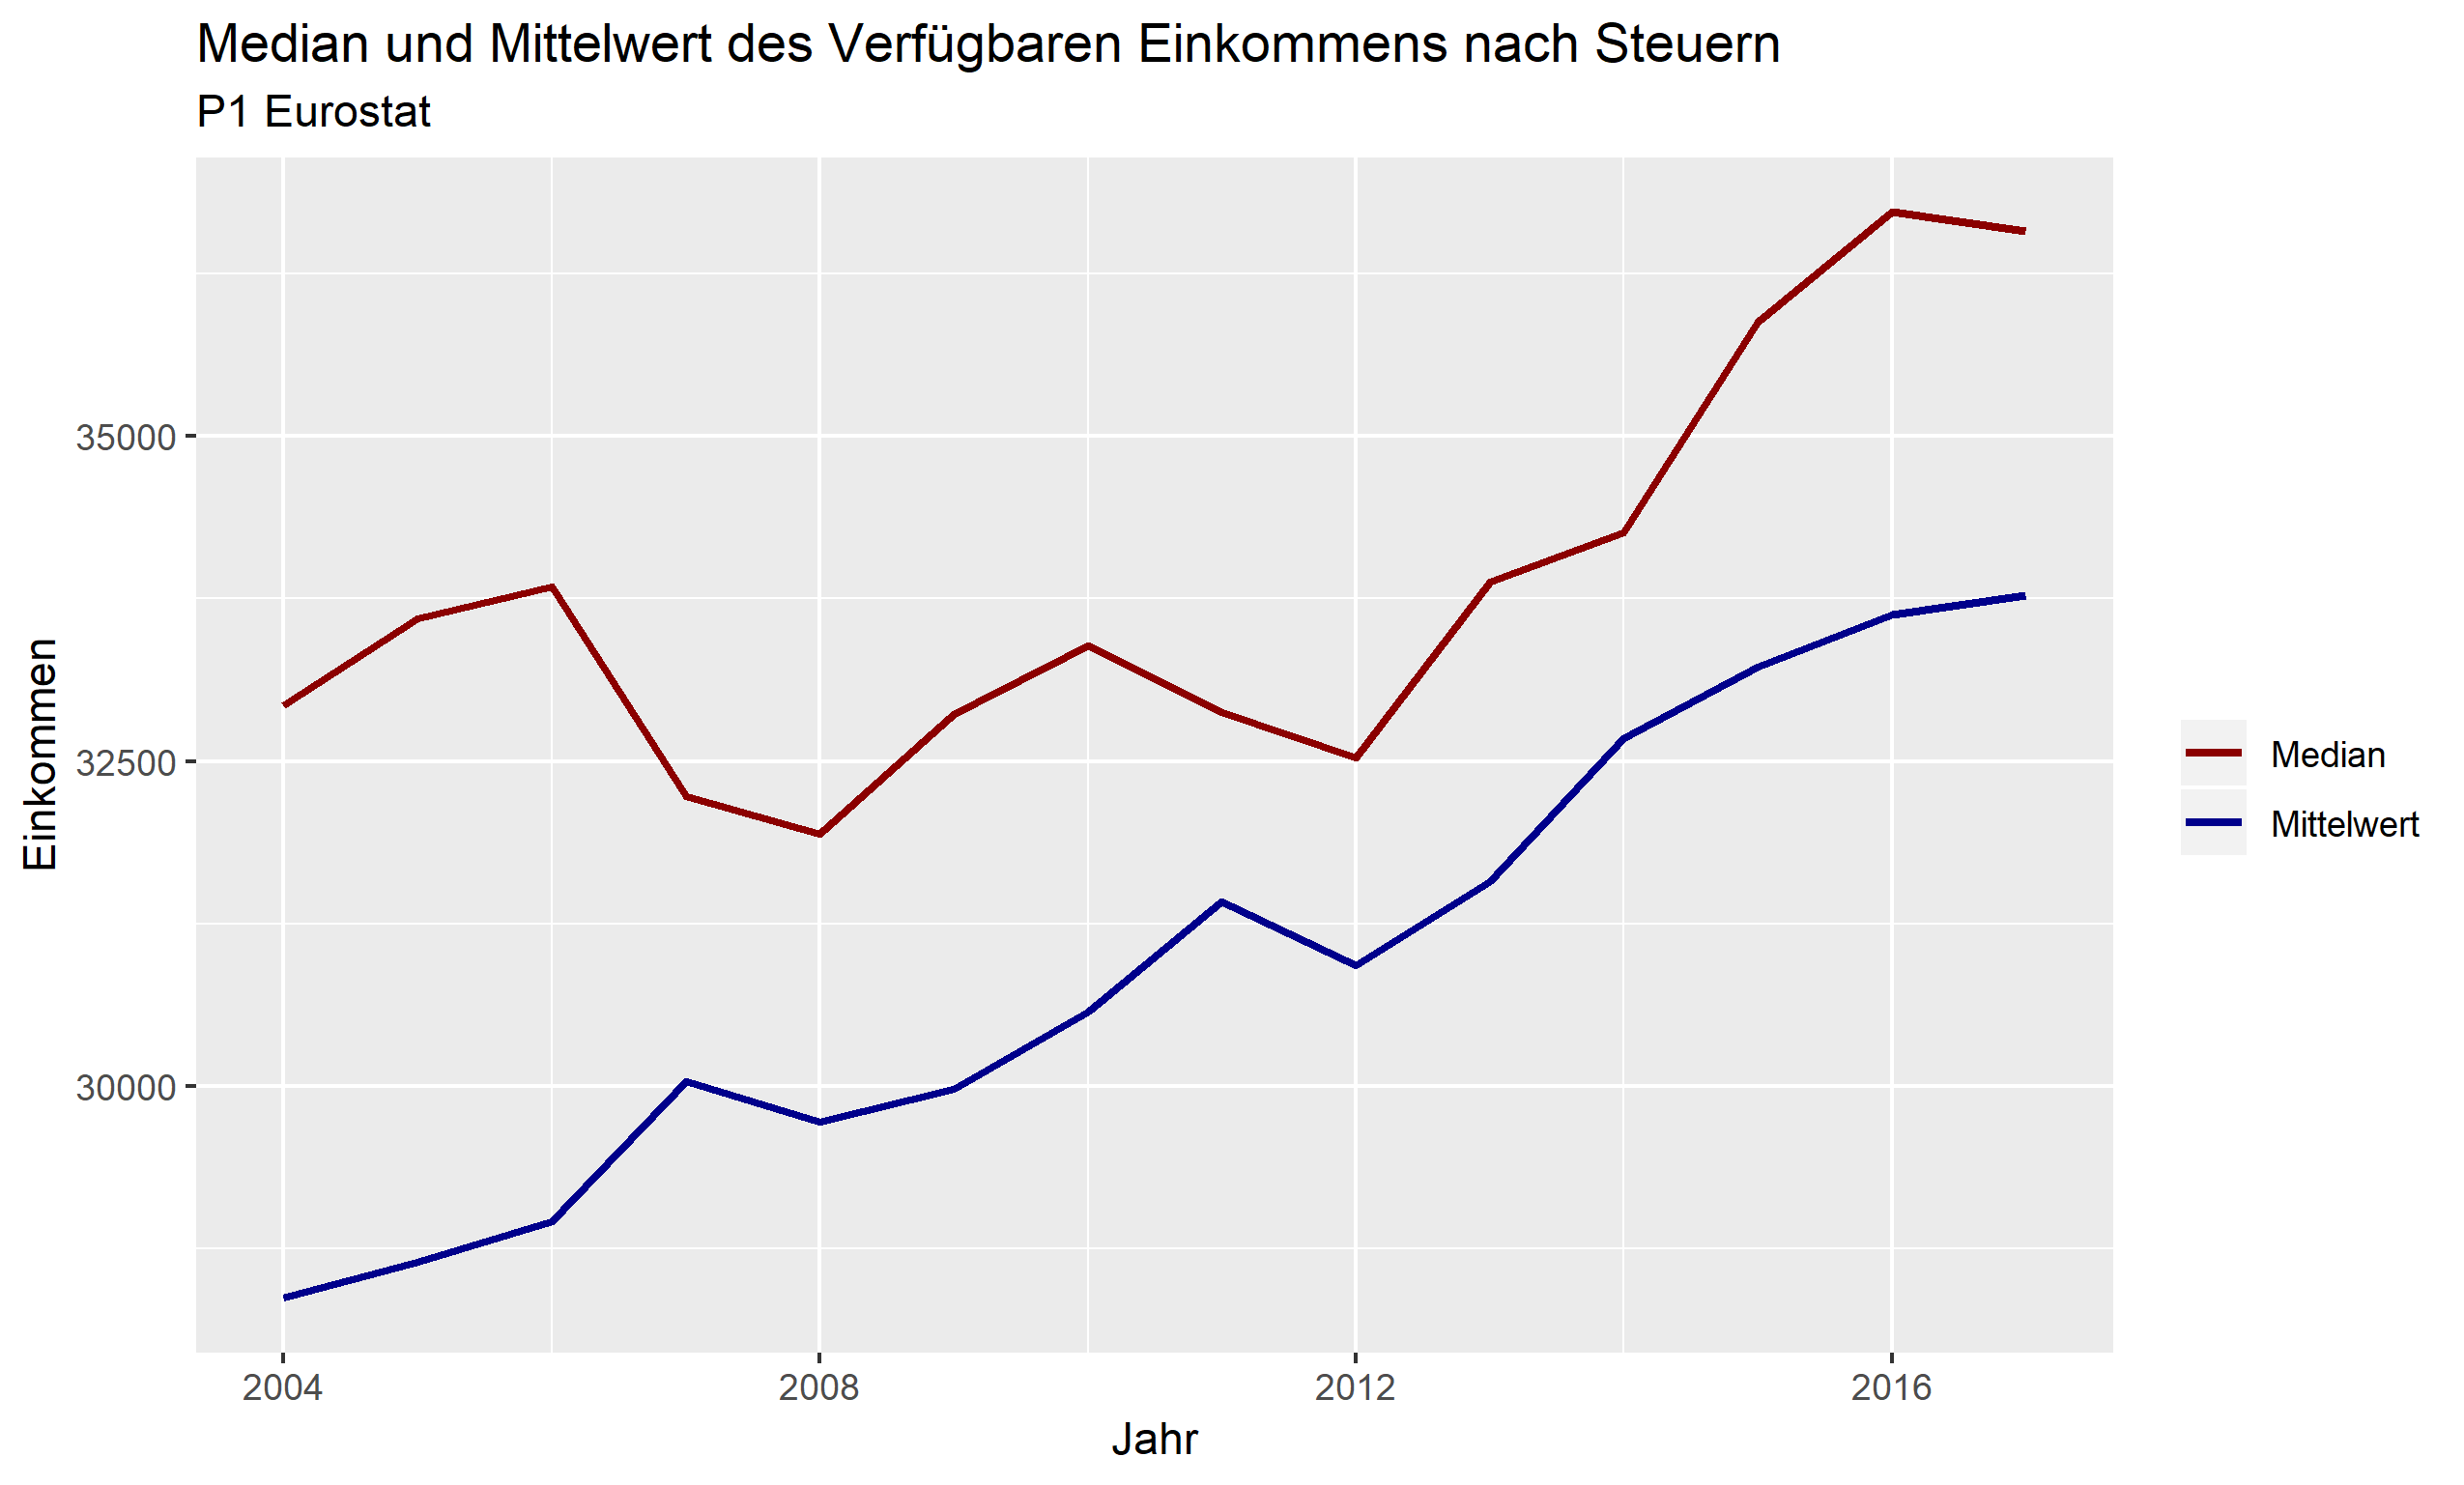 Median und Mittelwert des Verfügbaren Einkommens nach Steuern
P1 Eurostat
Einkommen
35000
32500
30000
2004
2008
2012
2016
Jahr
Median
Mittelwert